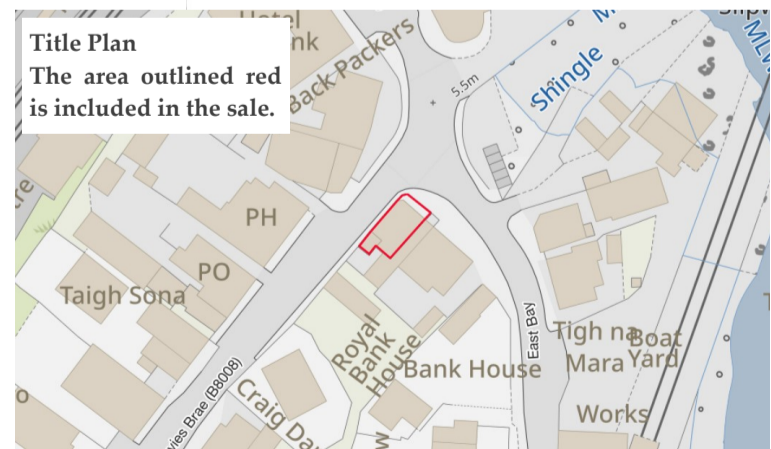 Title Plan
The area outlined red
is included in the sale.
Hotel
Back Packers
5.5m
Shingle
PH
PO
Taigh Sona
Royal
Bank
House
Bank House
East Bay
Tigh na
Mara
Boat
Yard
Works
(B8008)